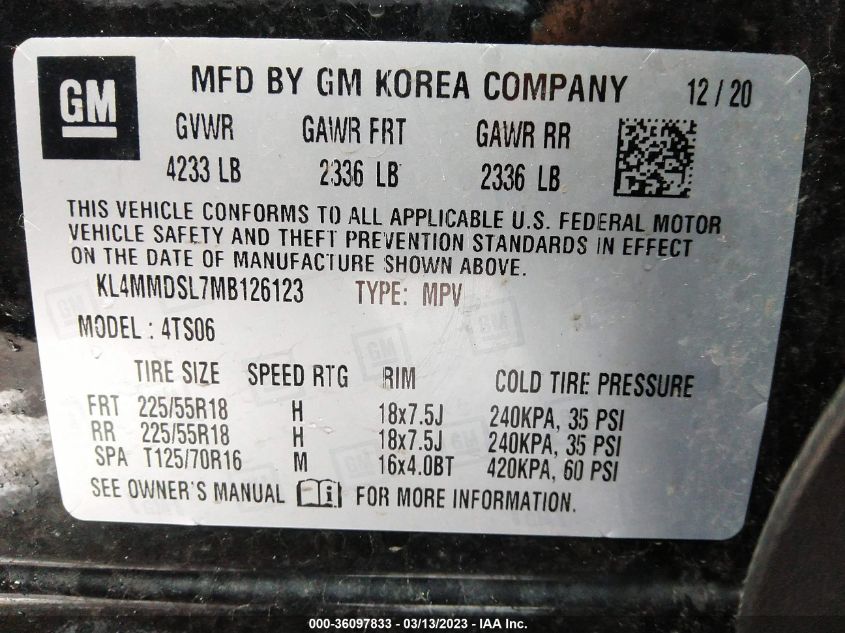 GM
MFD BY GM KOREA COMPANY 12 / 20
GVWR GAWR FRT GAWR RR
4233 LB 2336 LB 2336 LB
THIS VEHICLE CONFORMS TO ALL APPLICABLE U.S. FEDERAL MOTOR
VEHICLE SAFETY AND THEFT PREVENTION STANDARDS IN EFFECT
ON THE DATE OF MANUFACTURE SHOWN ABOVE.
KL4MMDSL7MB126123 TYPE: MPV
MODEL : 4TS06
GM
TIRE SIZE SPEED RTG RIM COLD TIRE PRESSURE
FRT 225/55R18 H 18x7.5J 240KPA, 35 PSI
RR 225/55R18 H 18x7.5J 240KPA, 35 PSI
SPA T125/70R16 M 16x4.0BT 420KPA, 60 PSI
SEE OWNER'S MANUAL FOR MORE INFORMATION.
000-36097833 - 03/13/2023 - IAA Inc.